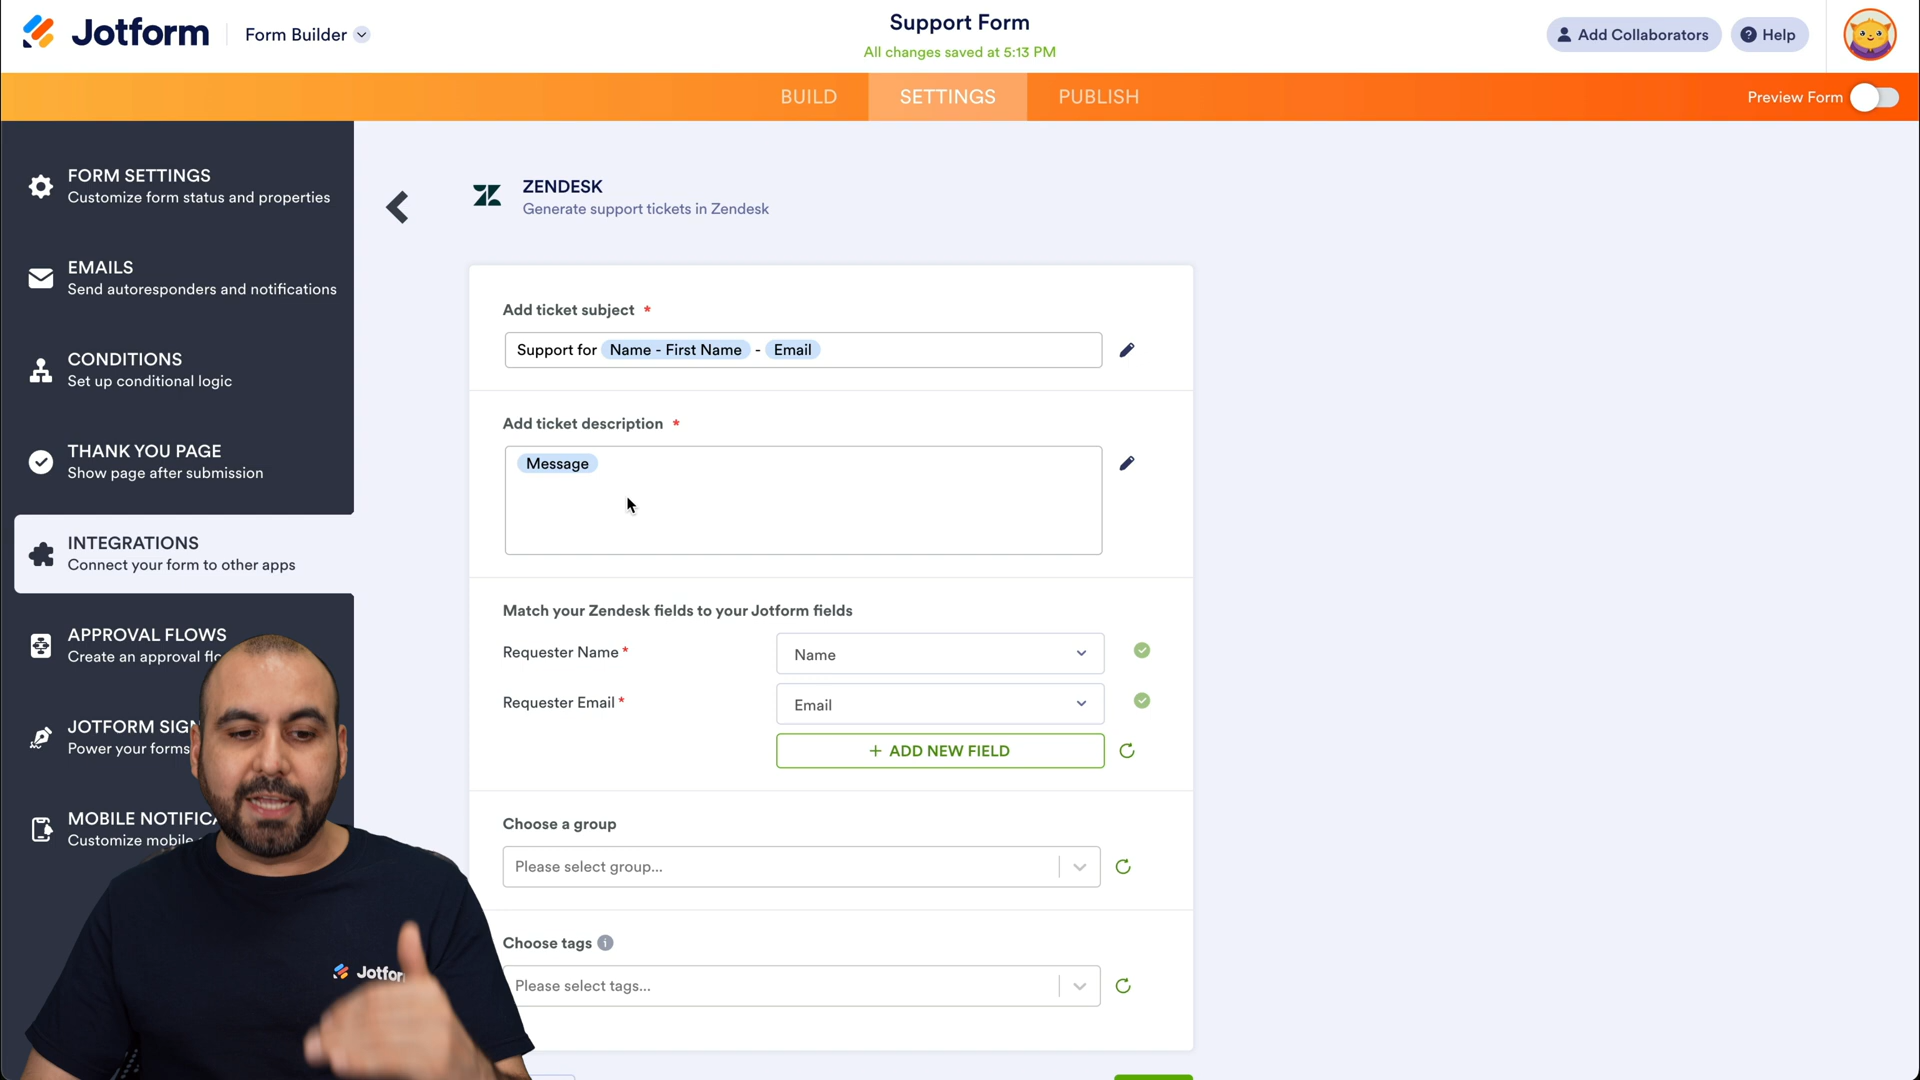 Jotform
Form Builder
Support Form
All changes saved at 5:13 PM
Add Collaborators
Help
BUILD
SETTINGS
PUBLISH
Preview Form
FORM SETTINGS
Customize form status and properties
EMAILS
Send autoresponders and notifications
CONDITIONS
Set up conditional logic
THANK YOU PAGE
Show page after submission
INTEGRATIONS
Connect your form to other apps
APPROVAL FLOWS
Create an approval
JOTFORM SIGN
Power your forms
MOBILE
Customize mobile
ZENDESK
Generate support tickets in Zendesk
Add ticket subject *
Support for Name - First Name - Email
Add ticket description *
Message
Match your Zendesk fields to your Jotform fields
Requester Name *
Name
Requester Email *
Email
+ ADD NEW FIELD
Choose a group
Please select group...
Choose tags
Please select tags...